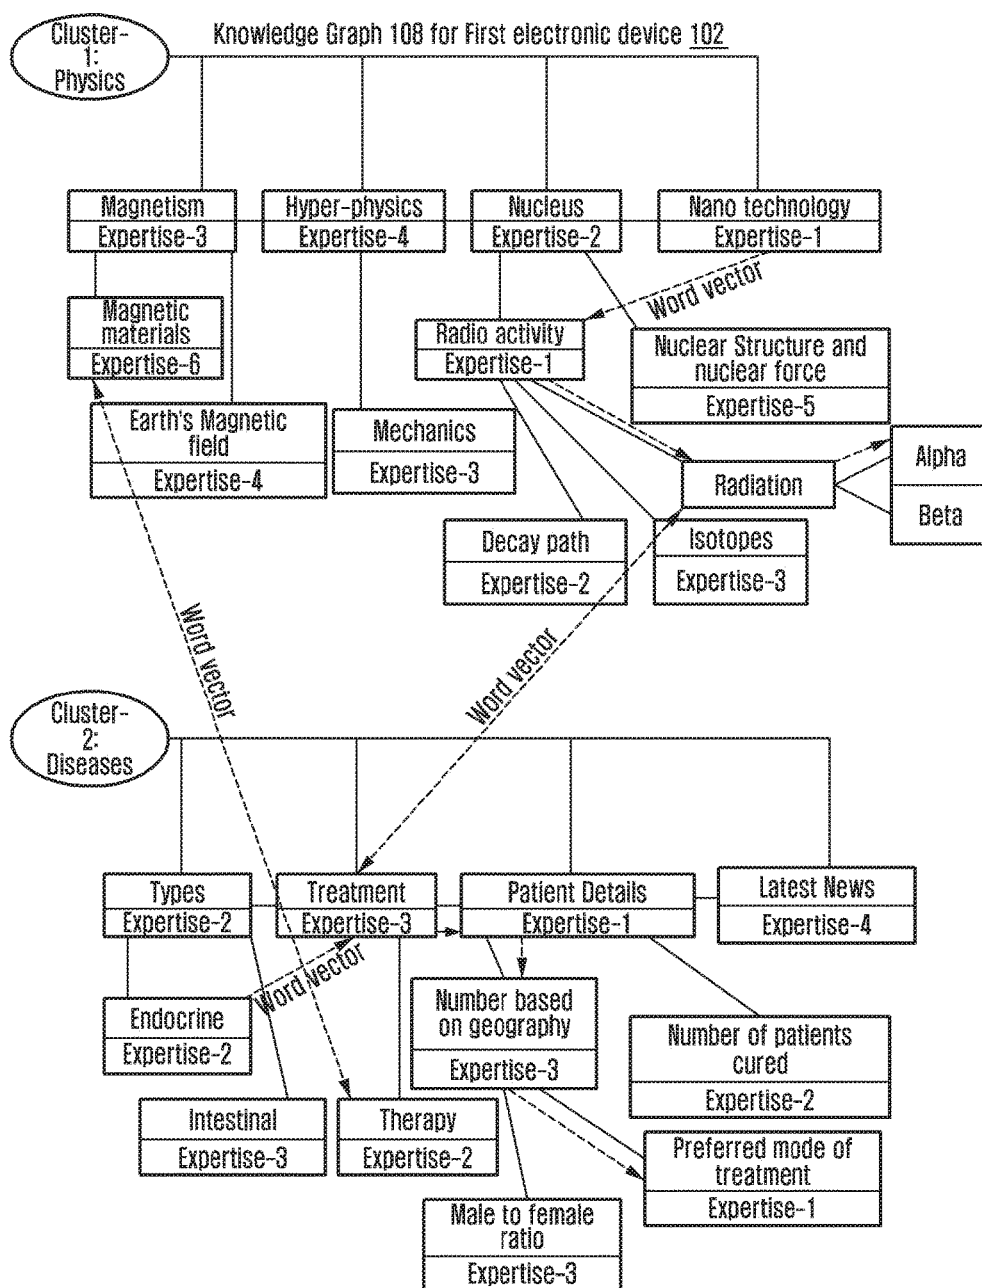 Cluster-
1:
Physics
Knowledge Graph 108 for First electronic device 102
Magnetism
Expertise-3
Hyper-physics
Expertise-4
Nucleus
Expertise-2
Nano technology
Expertise-1
Word vector
Magnetic
materials
Expertise-6
Radio activity
Expertise-1
Nuclear Structure and
nuclear force
Expertise-5
Earth's Magnetic
field
Expertise-4
Mechanics
Expertise-3
Radiation
Alpha
Beta
Decay path
Expertise-2
Isotopes
Expertise-3
Word vector
Word vector
Cluster-
2:
Diseases
Types
Expertise-2
Treatment
Expertise-3
Patient Details
Expertise-1
Latest News
Expertise-4
Word vector
Endocrine
Expertise-2
Number based
on geography
Expertise-3
Number of patients
cured
Expertise-2
Intestinal
Expertise-3
Therapy
Expertise-2
Preferred mode of
treatment
Expertise-1
Male to female
ratio
Expertise-3